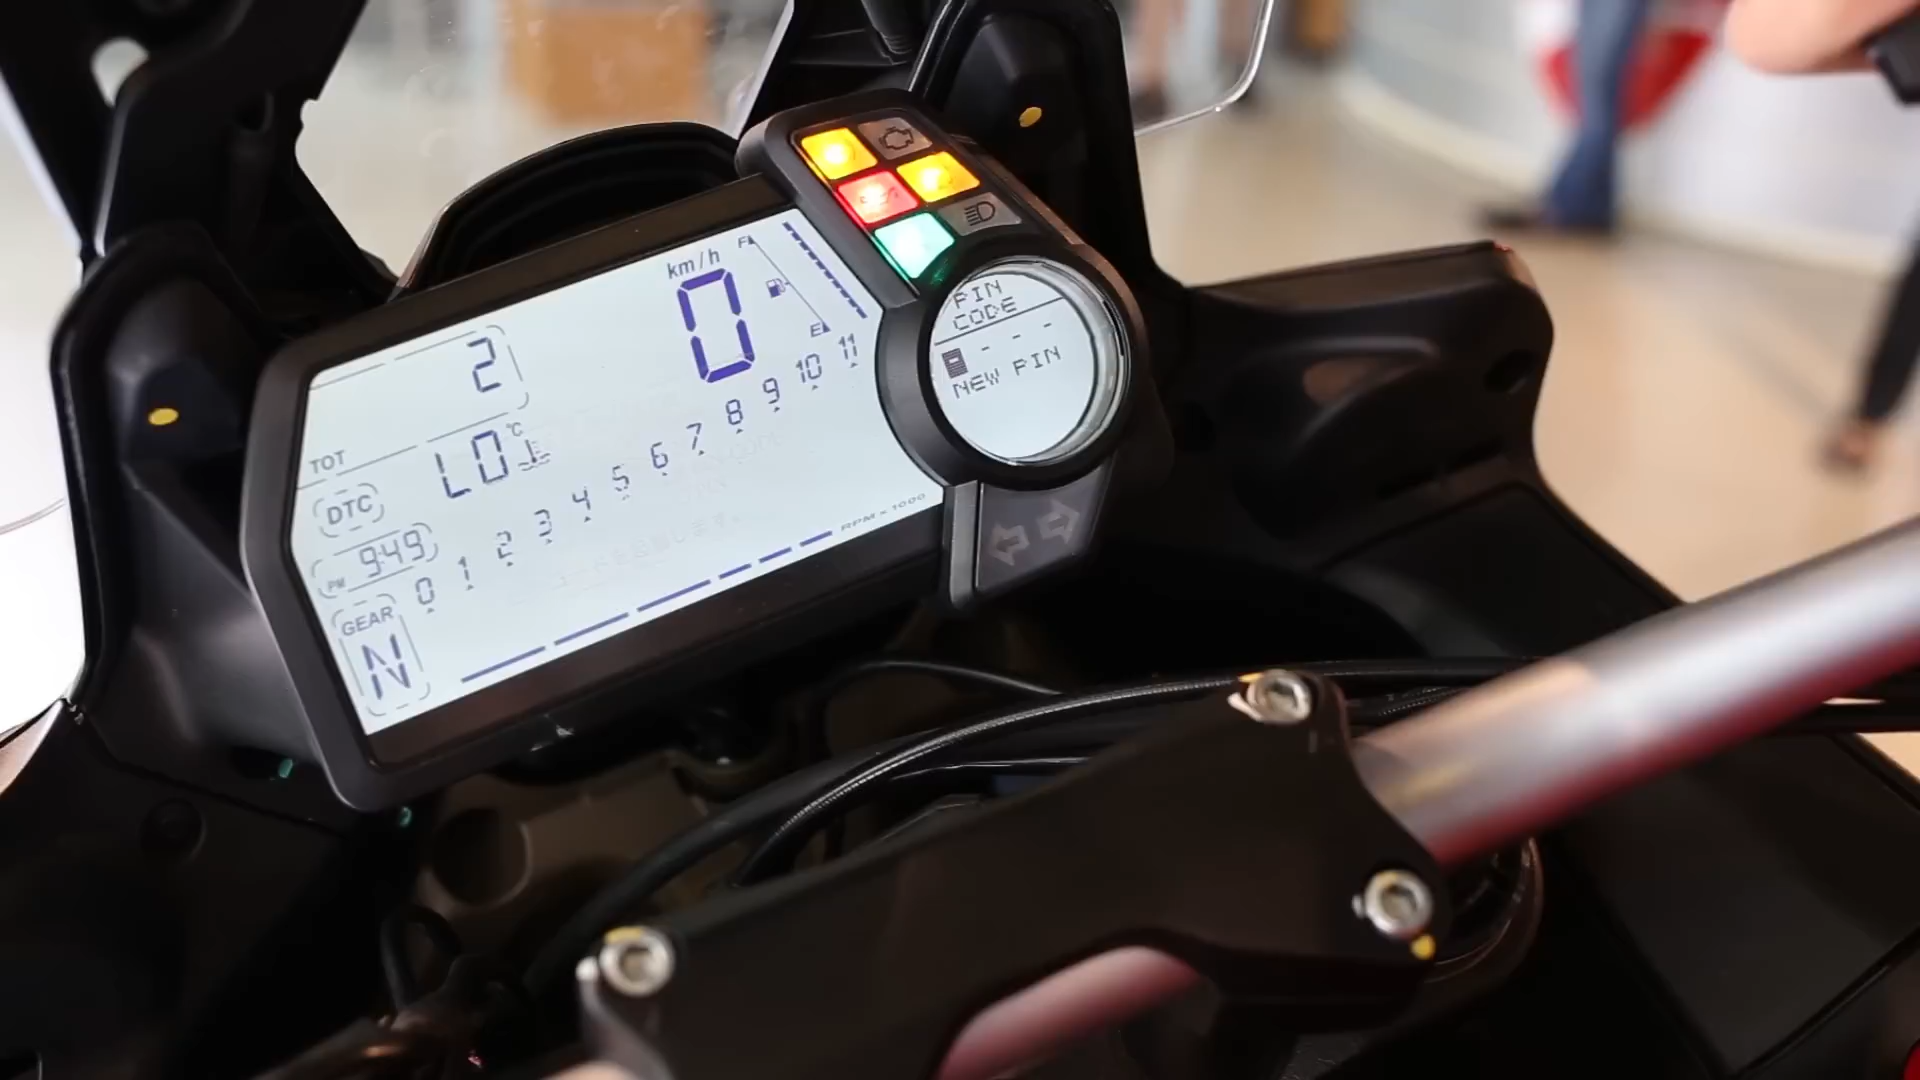 km/h
0
F
E
2
TOT
LO °C
DTC
PM 9:49
GEAR
N
0 1 2 3 4 5 6 7 8 9 10 11
RPM x 1000
PIN
CODE
- - - -
NEW PIN